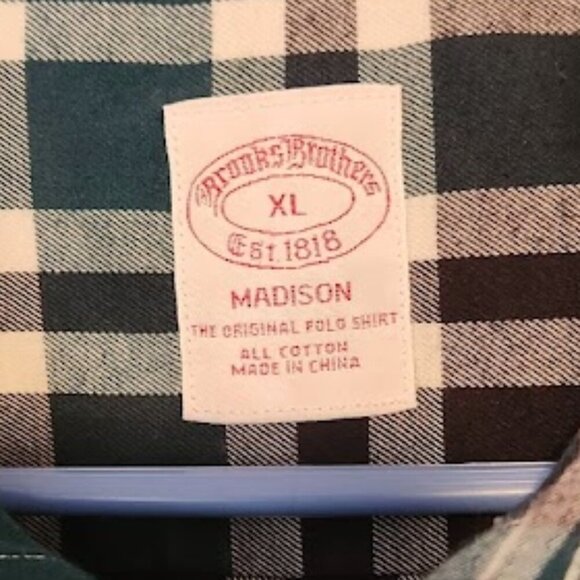 Brooks Brothers
XL
Est. 1818
MADISON
THE ORIGINAL POLO SHIRT
ALL COTTON
MADE IN CHINA